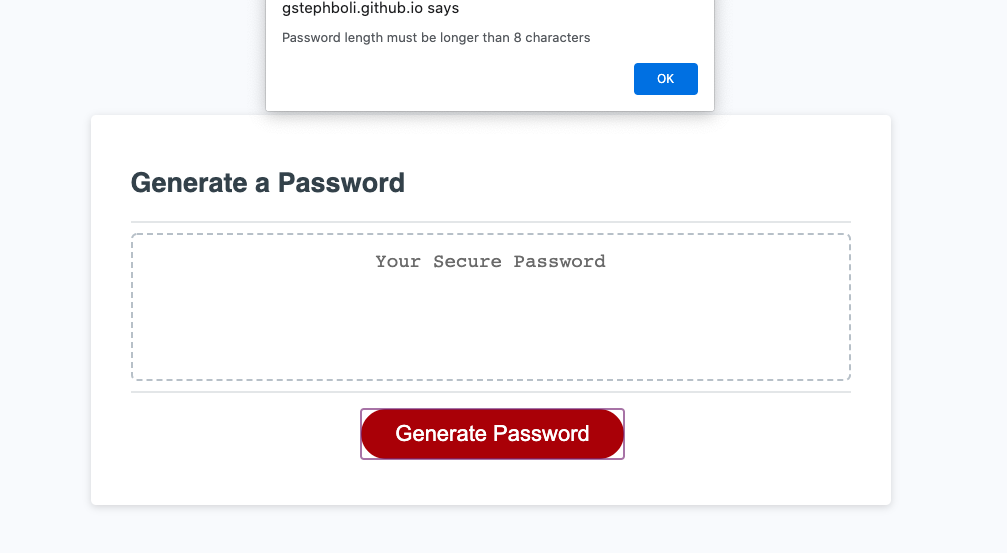 gstephboli.github.io says
Password length must be longer than 8 characters
OK
Generate a Password
Your Secure Password
Generate Password